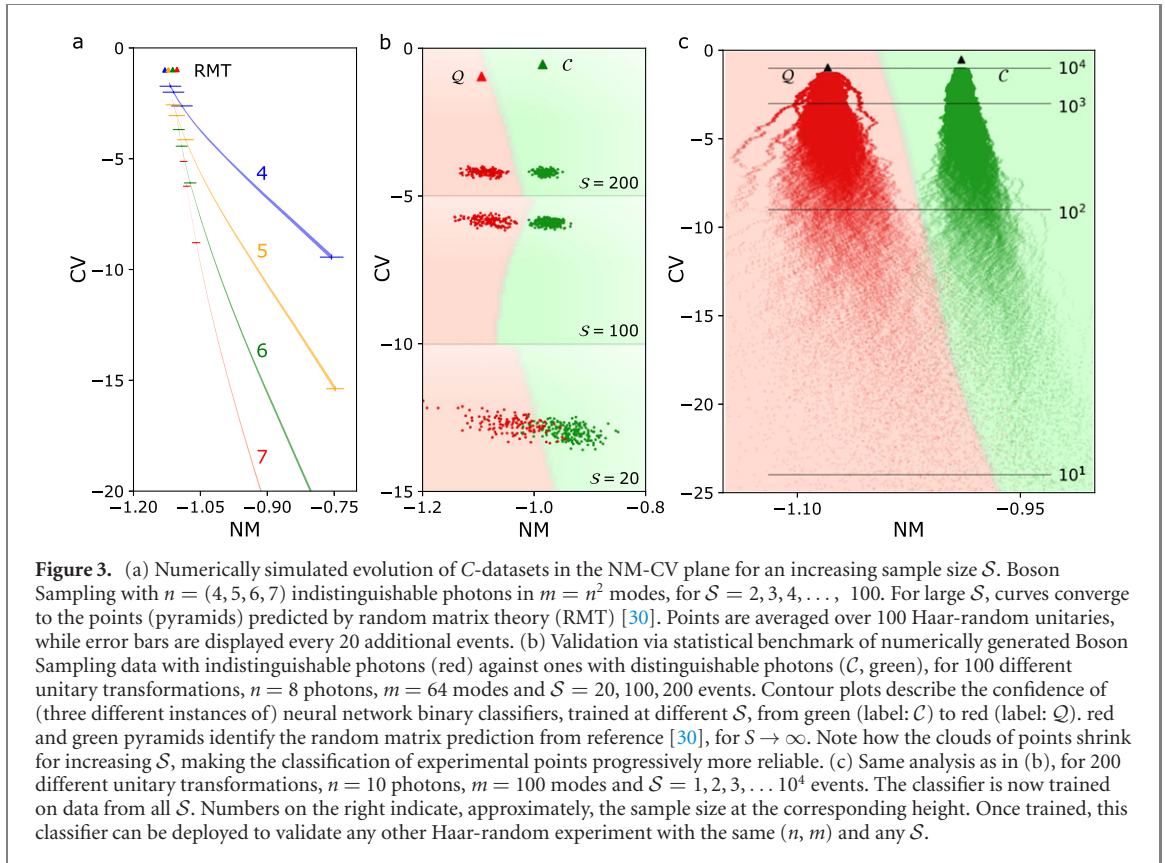 a
0
RMT
−5
4
−10
5
6
−15
7
−20
−1.20
−1.05
−0.90
−0.75
NM
CV
b
0
𝒬
𝒞
−5
𝒮 = 200
−10
𝒮 = 100
−15
𝒮 = 20
−1.2
−1.0
−0.8
NM
CV
c
0
𝒬
𝒞
10⁴
10³
−5
10²
−10
−15
−20
10¹
−25
−1.10
−0.95
NM
CV
Figure 3. (a) Numerically simulated evolution of C-datasets in the NM-CV plane for an increasing sample size 𝒮. Boson
Sampling with n = (4, 5, 6, 7) indistinguishable photons in m = n² modes, for 𝒮 = 2, 3, 4, . . . , 100. For large 𝒮, curves converge
to the points (pyramids) predicted by random matrix theory (RMT) [30]. Points are averaged over 100 Haar-random unitaries,
while error bars are displayed every 20 additional events. (b) Validation via statistical benchmark of numerically generated Boson
Sampling data with indistinguishable photons (red) against ones with distinguishable photons (𝒞, green), for 100 different
unitary transformations, n = 8 photons, m = 64 modes and 𝒮 = 20, 100, 200 events. Contour plots describe the confidence of
(three different instances of) neural network binary classifiers, trained at different 𝒮, from green (label: 𝒞) to red (label: 𝒬). red
and green pyramids identify the random matrix prediction from reference [30], for S → ∞. Note how the clouds of points shrink
for increasing 𝒮, making the classification of experimental points progressively more reliable. (c) Same analysis as in (b), for 200
different unitary transformations, n = 10 photons, m = 100 modes and 𝒮 = 1, 2, 3, . . . 10⁴ events. The classifier is now trained
on data from all 𝒮. Numbers on the right indicate, approximately, the sample size at the corresponding height. Once trained, this
classifier can be deployed to validate any other Haar-random experiment with the same (n, m) and any 𝒮.